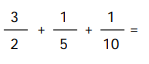 3/2 + 1/5 + 1/10 =